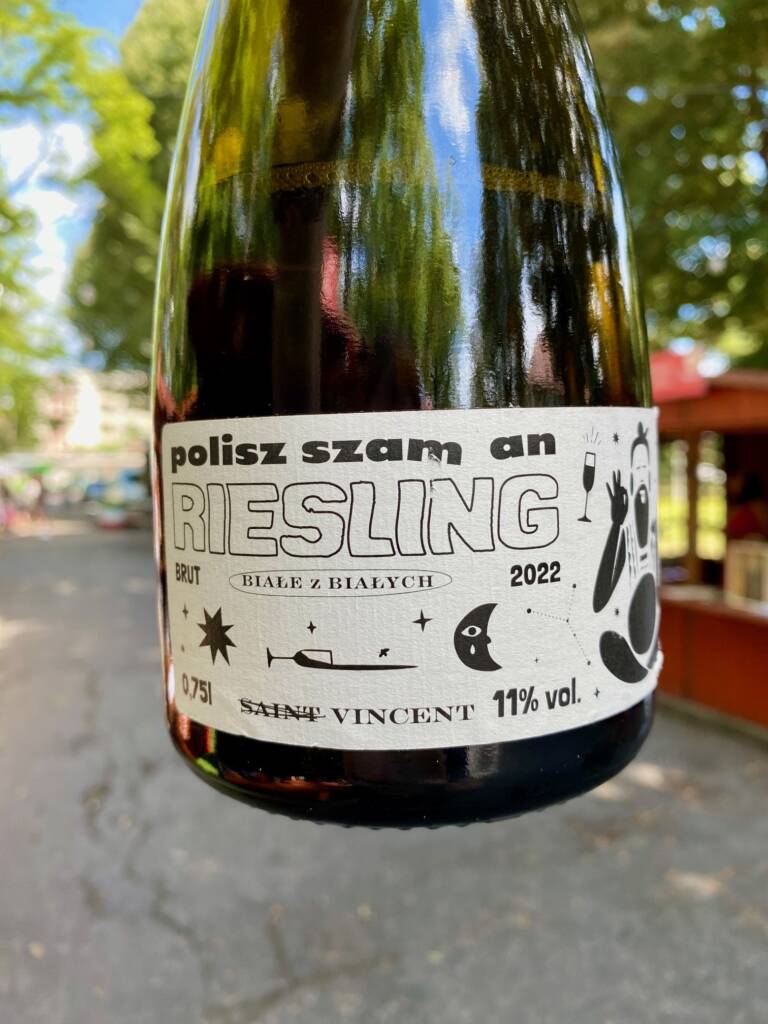 polisz szam an
RIESLING
BRUT BIAŁE Z BIAŁYCH 2022
0,75l SAINT VINCENT 11% vol.